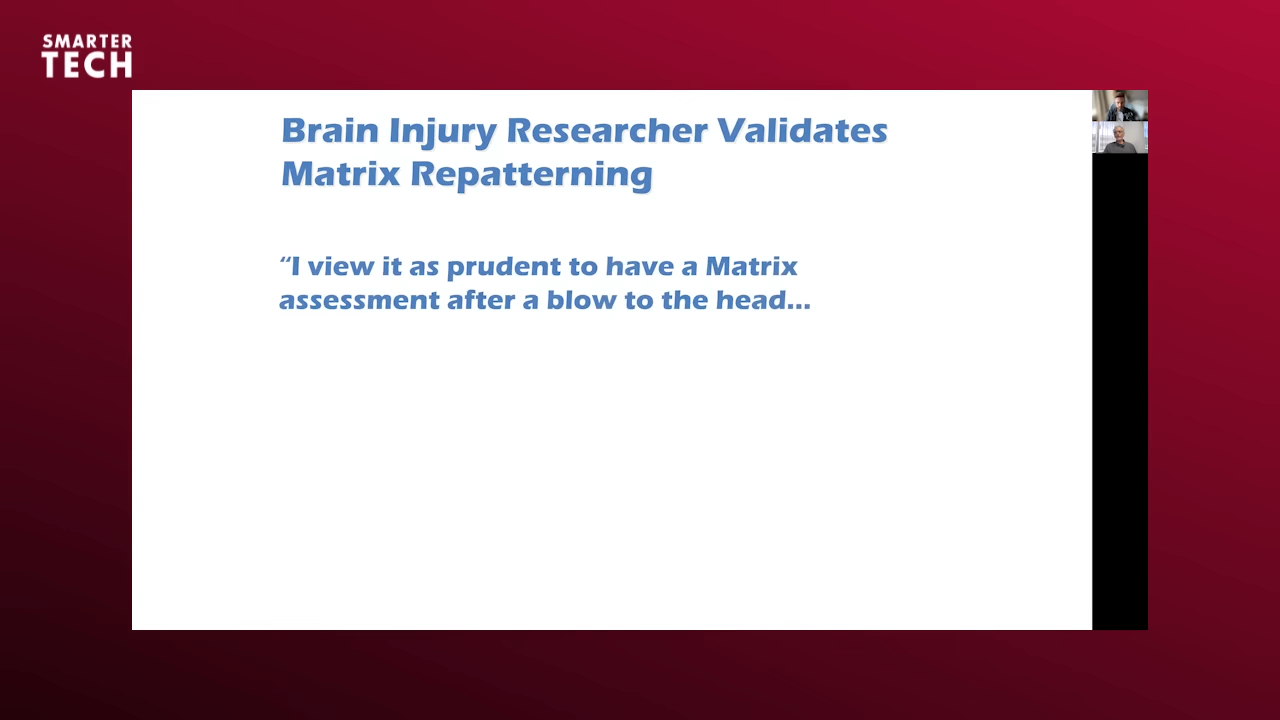 SMARTER
TECH
Brain Injury Researcher Validates
Matrix Repatterning
“I view it as prudent to have a Matrix
assessment after a blow to the head...